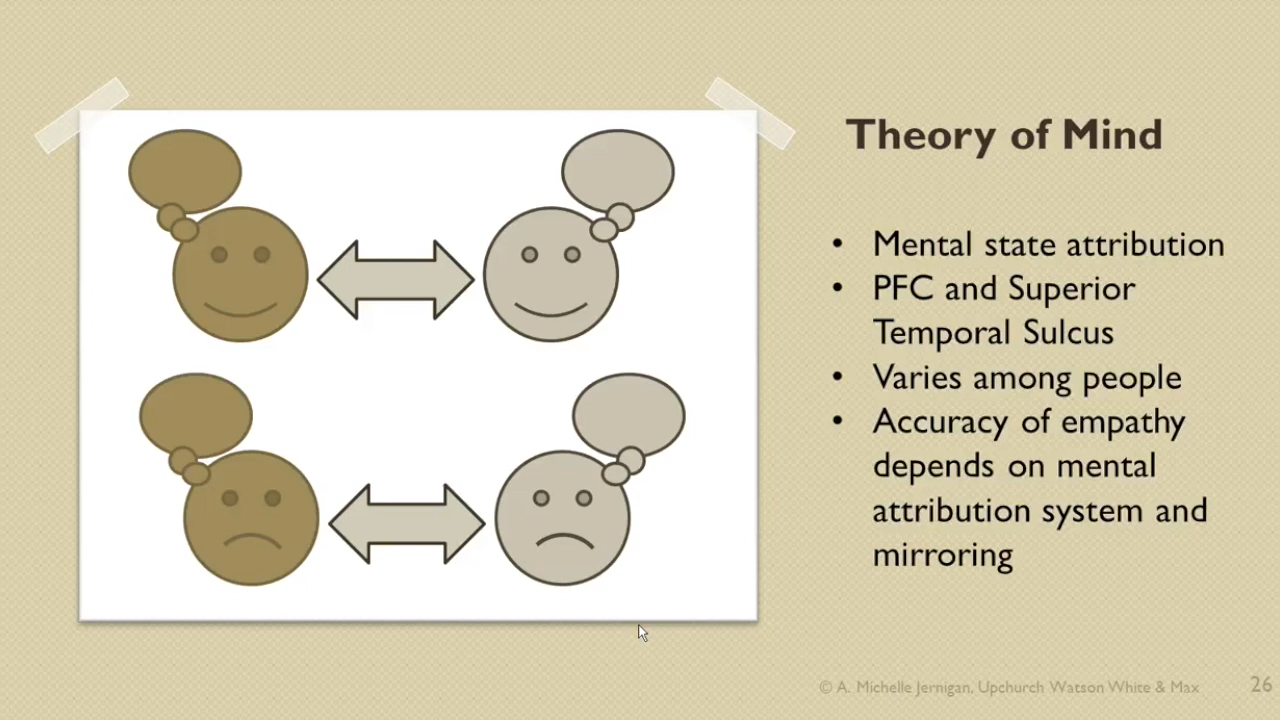 Theory of Mind
• Mental state attribution
• PFC and Superior
Temporal Sulcus
• Varies among people
• Accuracy of empathy
depends on mental
attribution system and
mirroring
© A. Michelle Jernigan, Upchurch Watson White & Max
26